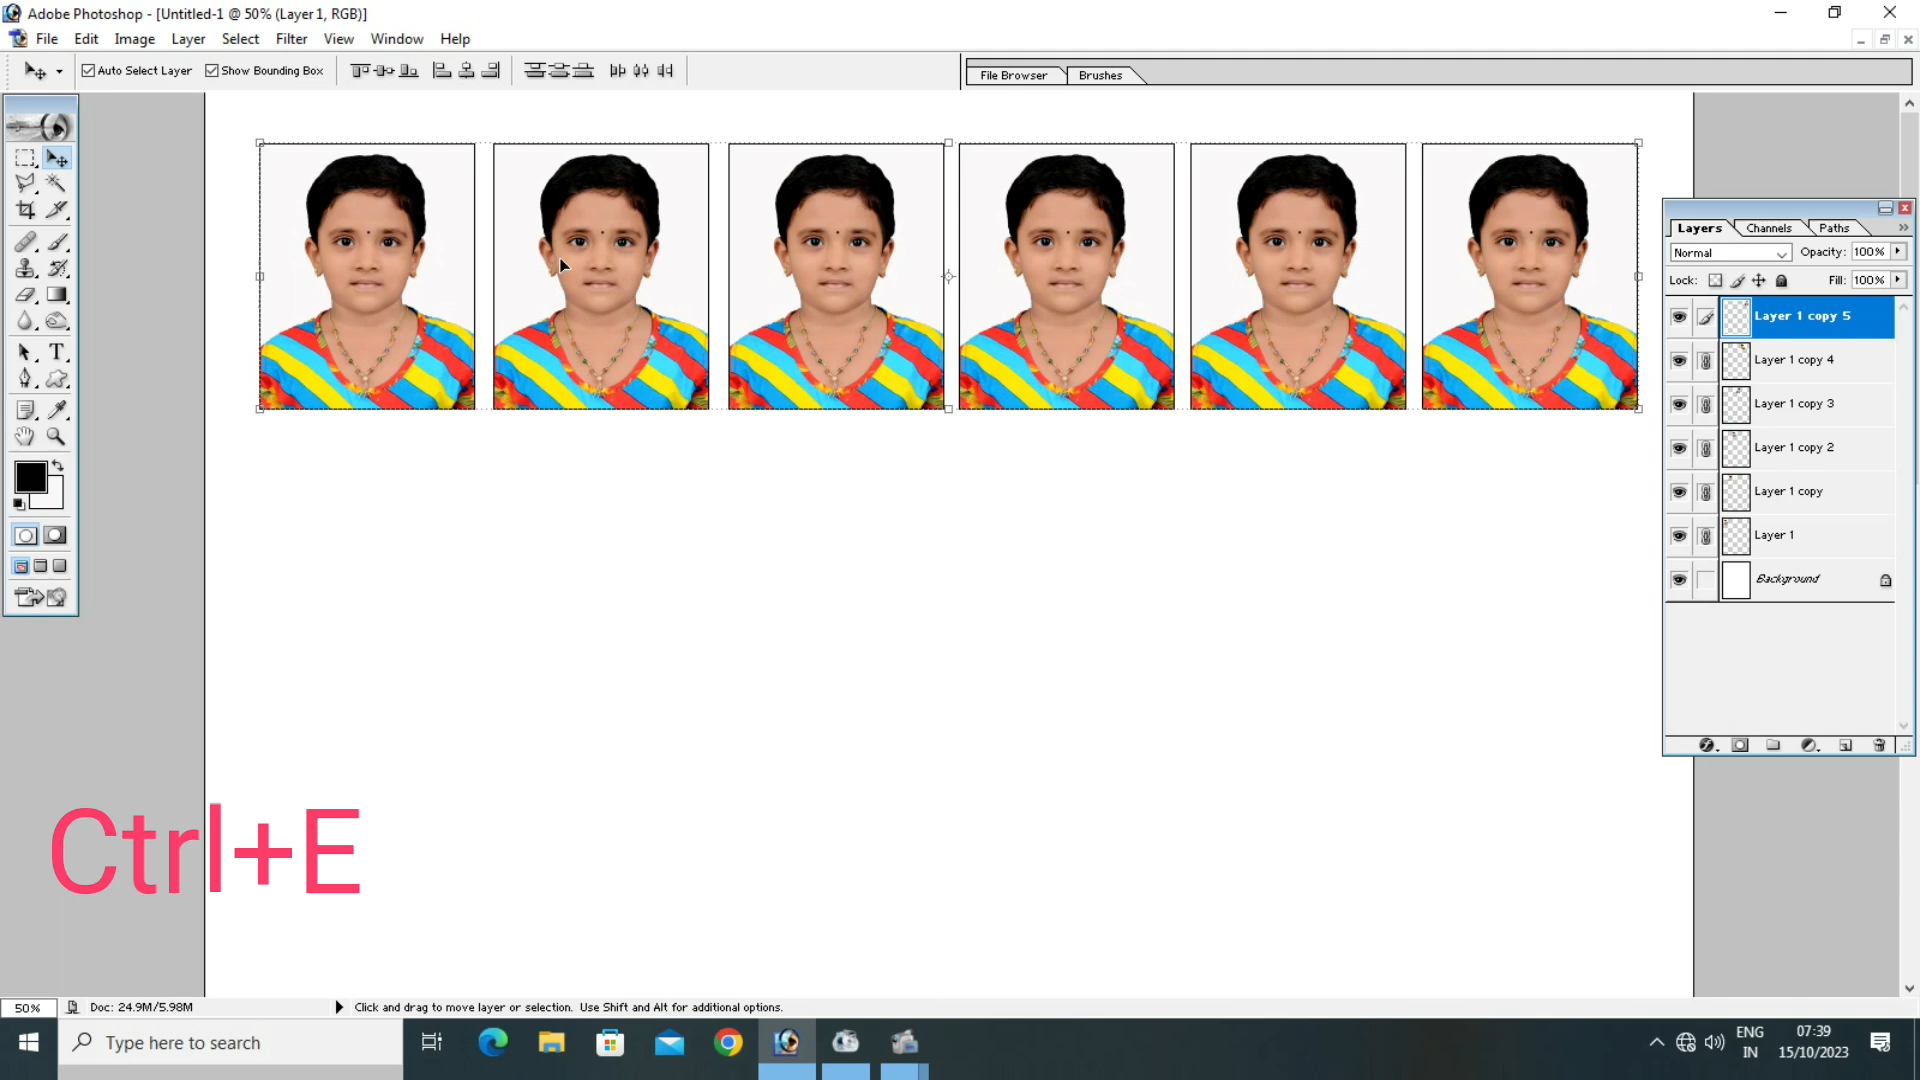 Adobe Photoshop - [Untitled-1 @ 50% (Layer 1, RGB)]
File Edit Image Layer Select Filter View Window Help
Auto Select Layer Show Bounding Box File Browser Brushes
Layers Channels Paths
Normal Opacity: 100%
Lock: Fill: 100%
Layer 1 copy 5
Layer 1 copy 4
Layer 1 copy 3
Layer 1 copy 2
Layer 1 copy
Layer 1
Background
T
Ctrl+E
50% Doc: 24.9M/5.98M Click and drag to move layer or selection. Use Shift and Alt for additional options.
Type here to search
ENG
IN
07:39
15/10/2023